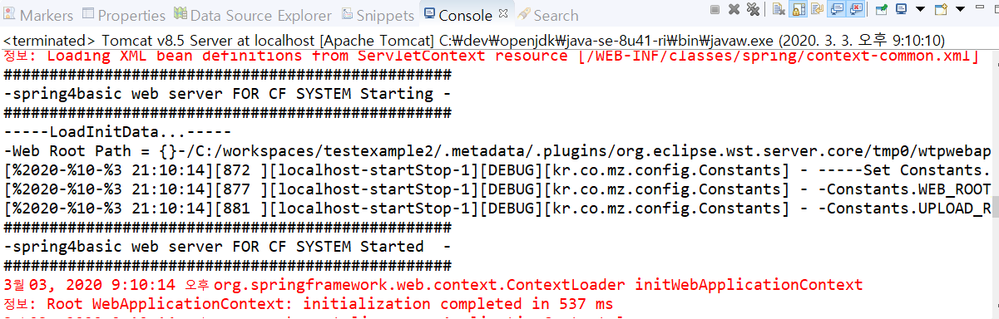 Markers Properties Data Source Explorer Snippets Console Search
<terminated> Tomcat v8.5 Server at localhost [Apache Tomcat] C:₩dev₩openjdk₩java-se-8u41-ri₩bin₩javaw.exe (2020. 3. 3. 오후 9:10:10)
정보: Loading XML bean definitions from ServletContext resource [/WEB-INF/classes/spring/context-common.xml]
#################################################
-spring4basic web server FOR CF SYSTEM Starting -
#################################################
-----LoadInitData...-----
-Web Root Path = {}-/C:/workspaces/testexample2/.metadata/.plugins/org.eclipse.wst.server.core/tmp0/wtpwebap
[%2020-%10-%3 21:10:14][872 ][localhost-startStop-1][DEBUG][kr.co.mz.config.Constants] - -----Set Constants.
[%2020-%10-%3 21:10:14][877 ][localhost-startStop-1][DEBUG][kr.co.mz.config.Constants] - -Constants.WEB_ROOT
[%2020-%10-%3 21:10:14][881 ][localhost-startStop-1][DEBUG][kr.co.mz.config.Constants] - -Constants.UPLOAD_R
#################################################
-spring4basic web server FOR CF SYSTEM Started  -
#################################################
3월 03, 2020 9:10:14 오후 org.springframework.web.context.ContextLoader initWebApplicationContext
정보: Root WebApplicationContext: initialization completed in 537 ms